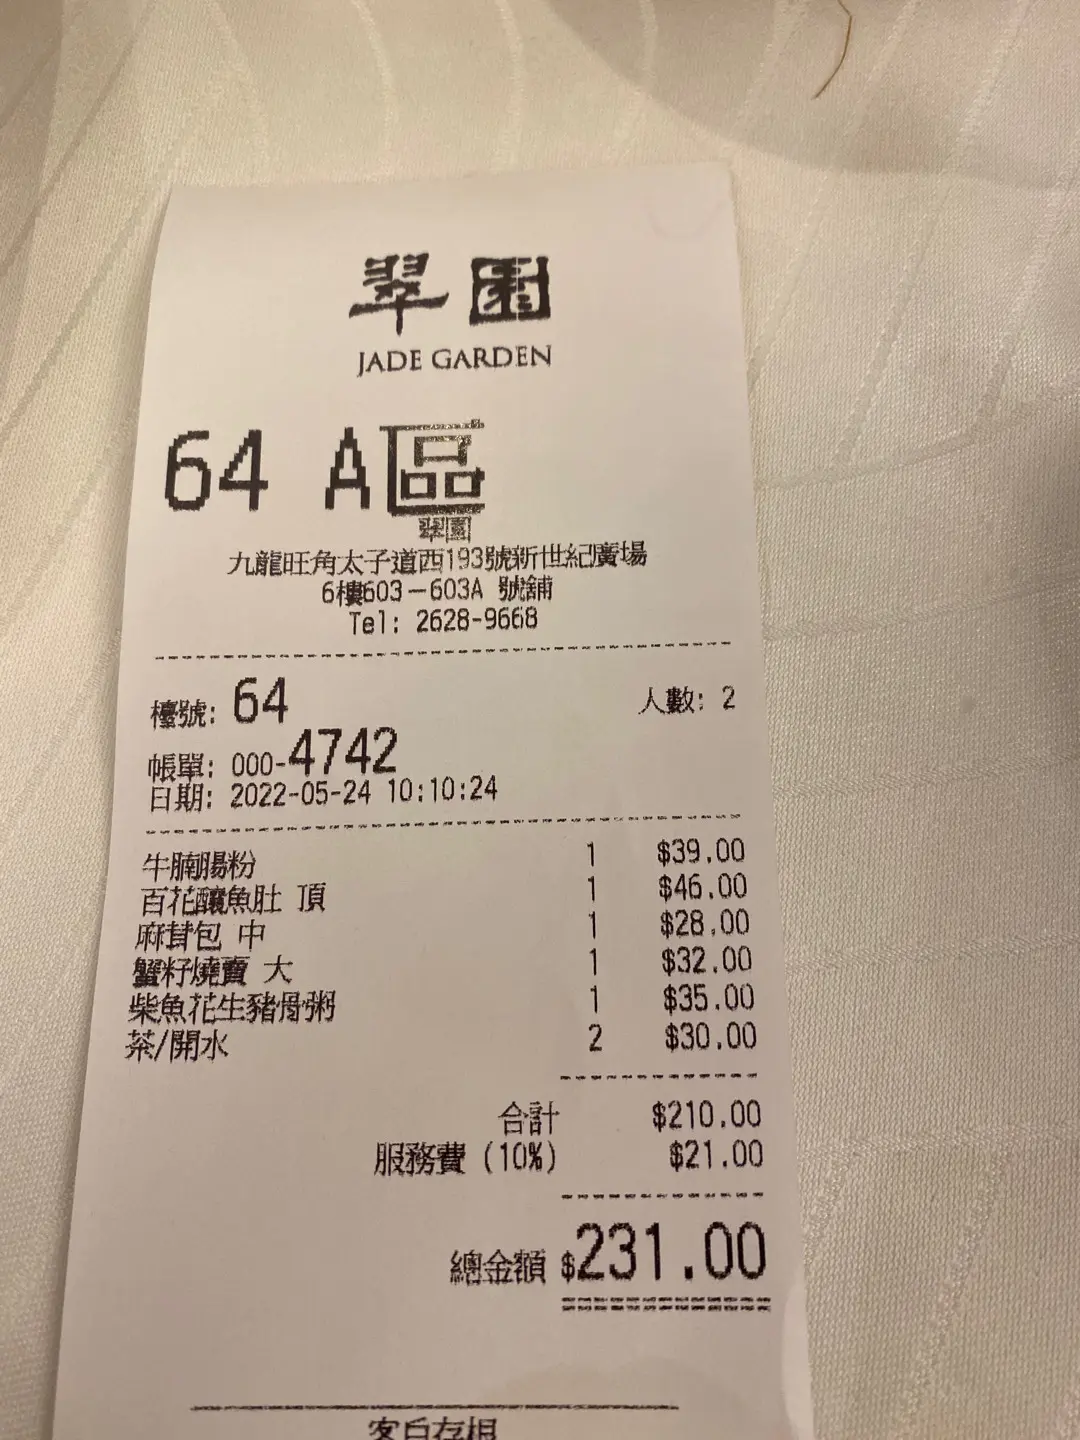 翠園
JADE GARDEN
64 A區
翠園
九龍旺角太子道西193號新世紀廣場
6樓603－603A 號舖
Tel: 2628-9668
檯號: 64 人數: 2
帳單: 000-4742
日期: 2022-05-24 10:10:24
牛腩腸粉 1 $39.00
百花釀魚肚 頂 1 $46.00
麻茸包 中 1 $28.00
蟹籽燒賣 大 1 $32.00
柴魚花生豬骨粥 1 $35.00
茶/開水 2 $30.00
合計 $210.00
服務費 (10%) $21.00
總金額 $231.00
客戶存根